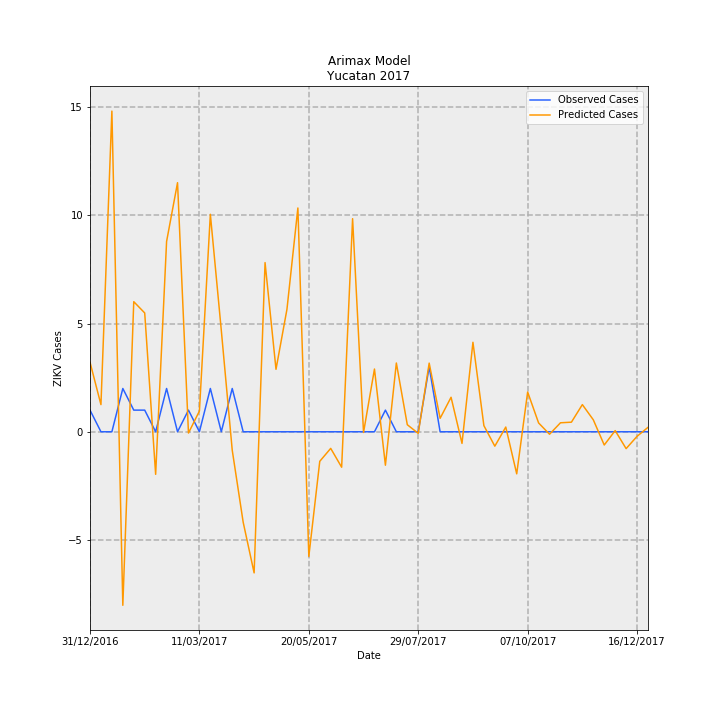 Arimax Model
Yucatan 2017
Observed Cases
Predicted Cases
15
10
5
0
−5
ZIKV Cases
31/12/2016
11/03/2017
20/05/2017
29/07/2017
07/10/2017
16/12/2017
Date